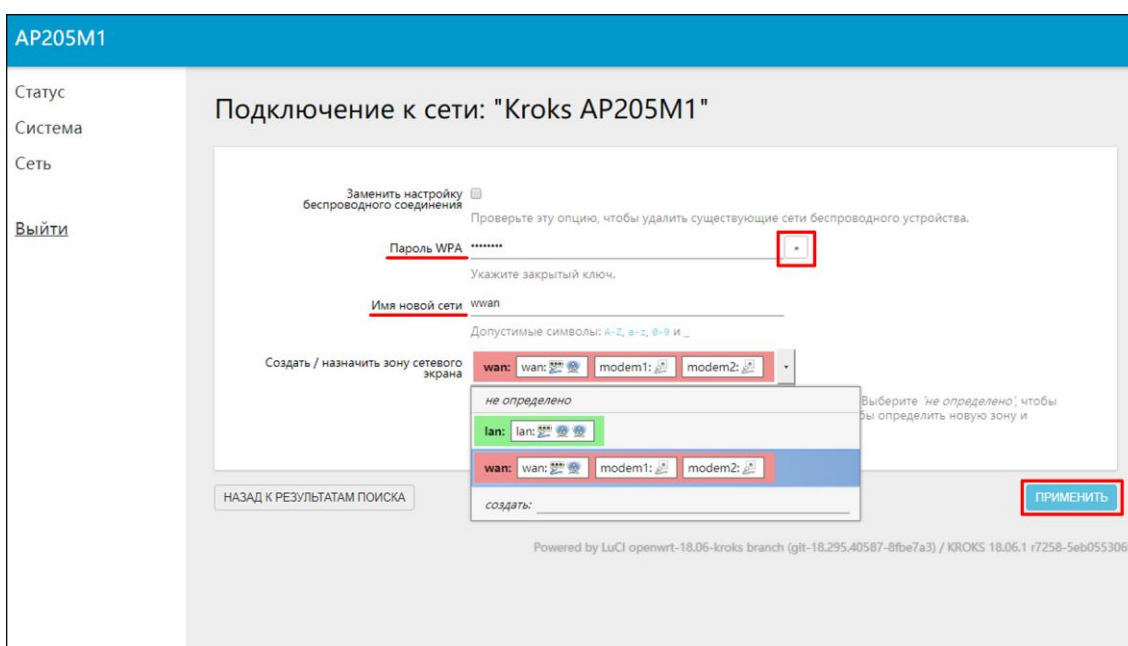 AP205M1
Статус
Система
Сеть
Выйти
Подключение к сети: "Kroks AP205M1"
Заменить настройку
беспроводного соединения
Проверьте эту опцию, чтобы удалить существующие сети беспроводного устройства.
Пароль WPA ••••••••
*
Укажите закрытый ключ.
Имя новой сети wwan
Допустимые символы: A-Z, a-z, 0-9 и _
Создать / назначить зону сетевого
экрана
wan: wan: modem1: modem2:
не определено
Выберите 'не определено', чтобы
бы определить новую зону и
lan: lan:
wan: wan: modem1: modem2:
создать:
НАЗАД К РЕЗУЛЬТАТАМ ПОИСКА
ПРИМЕНИТЬ
Powered by LuCI openwrt-18.06-kroks branch (git-18.295.40587-8fbe7a3) / KROKS 18.06.1 r7258-5eb055306